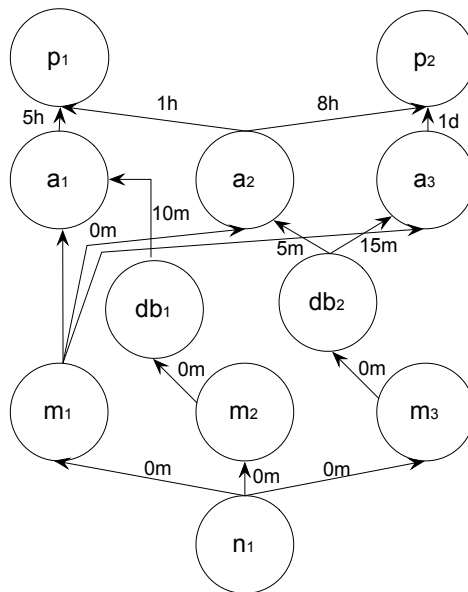 p1 p2
1h 8h
5h 1d
a1 a2 a3
10m
0m
5m 15m
db1 db2
0m 0m
m1 m2 m3
0m 0m 0m
n1